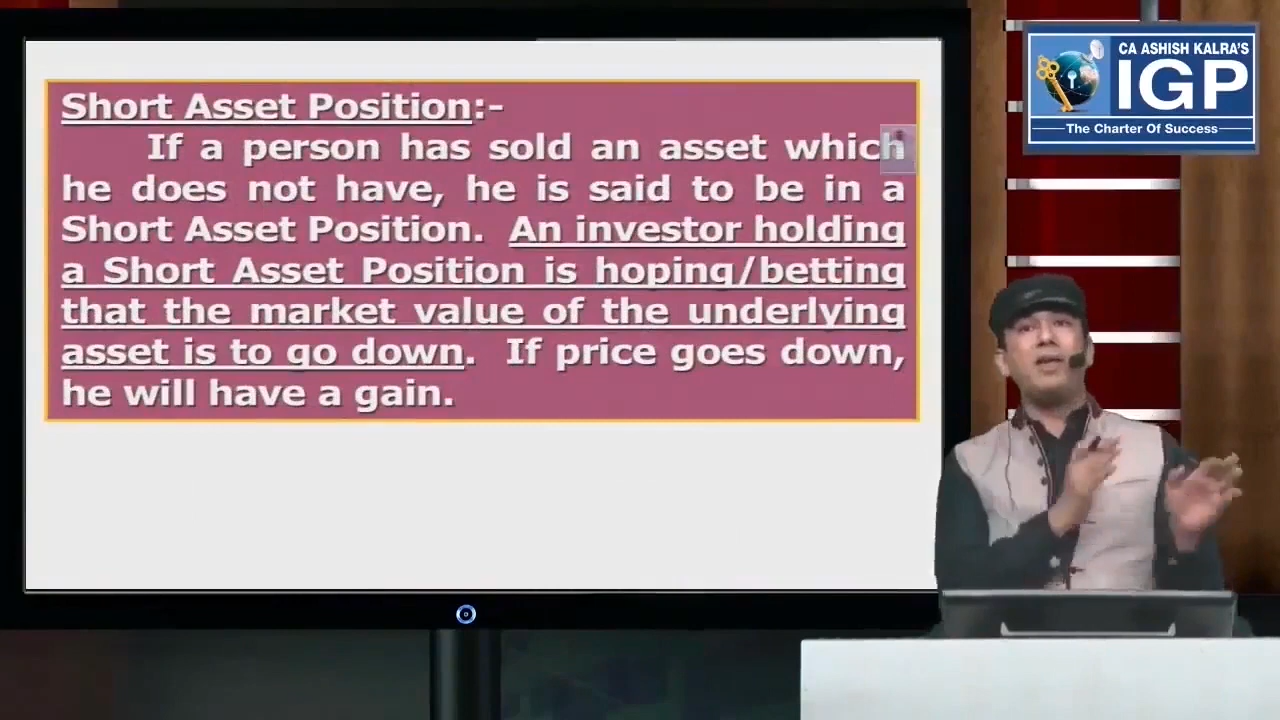 Short Asset Position:-
If a person has sold an asset which
he does not have, he is said to be in a
Short Asset Position. An investor holding
a Short Asset Position is hoping/betting
that the market value of the underlying
asset is to go down. If price goes down,
he will have a gain.
CA ASHISH KALRA'S
IGP
The Charter Of Success